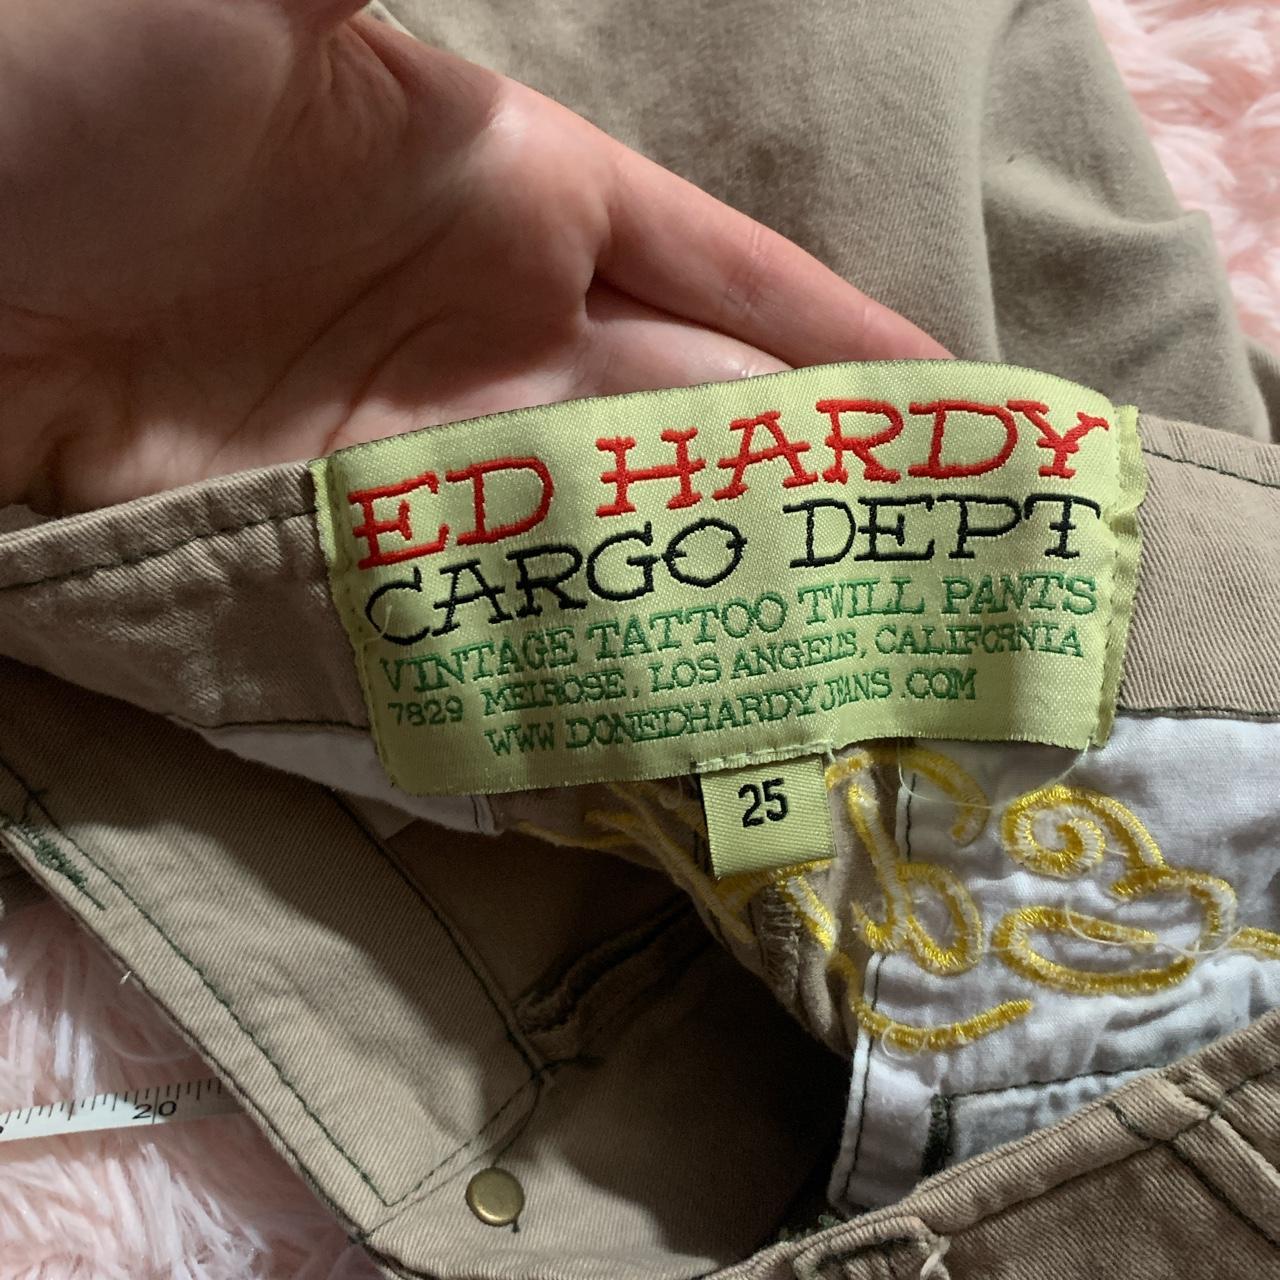 ED HARDY
CARGO DEPT
VINTAGE TATTOO TWILL PANTS
7829 MELROSE, LOS ANGELES, CALIFORNIA
WWW.DONEDHARDYJEANS.COM
25
20